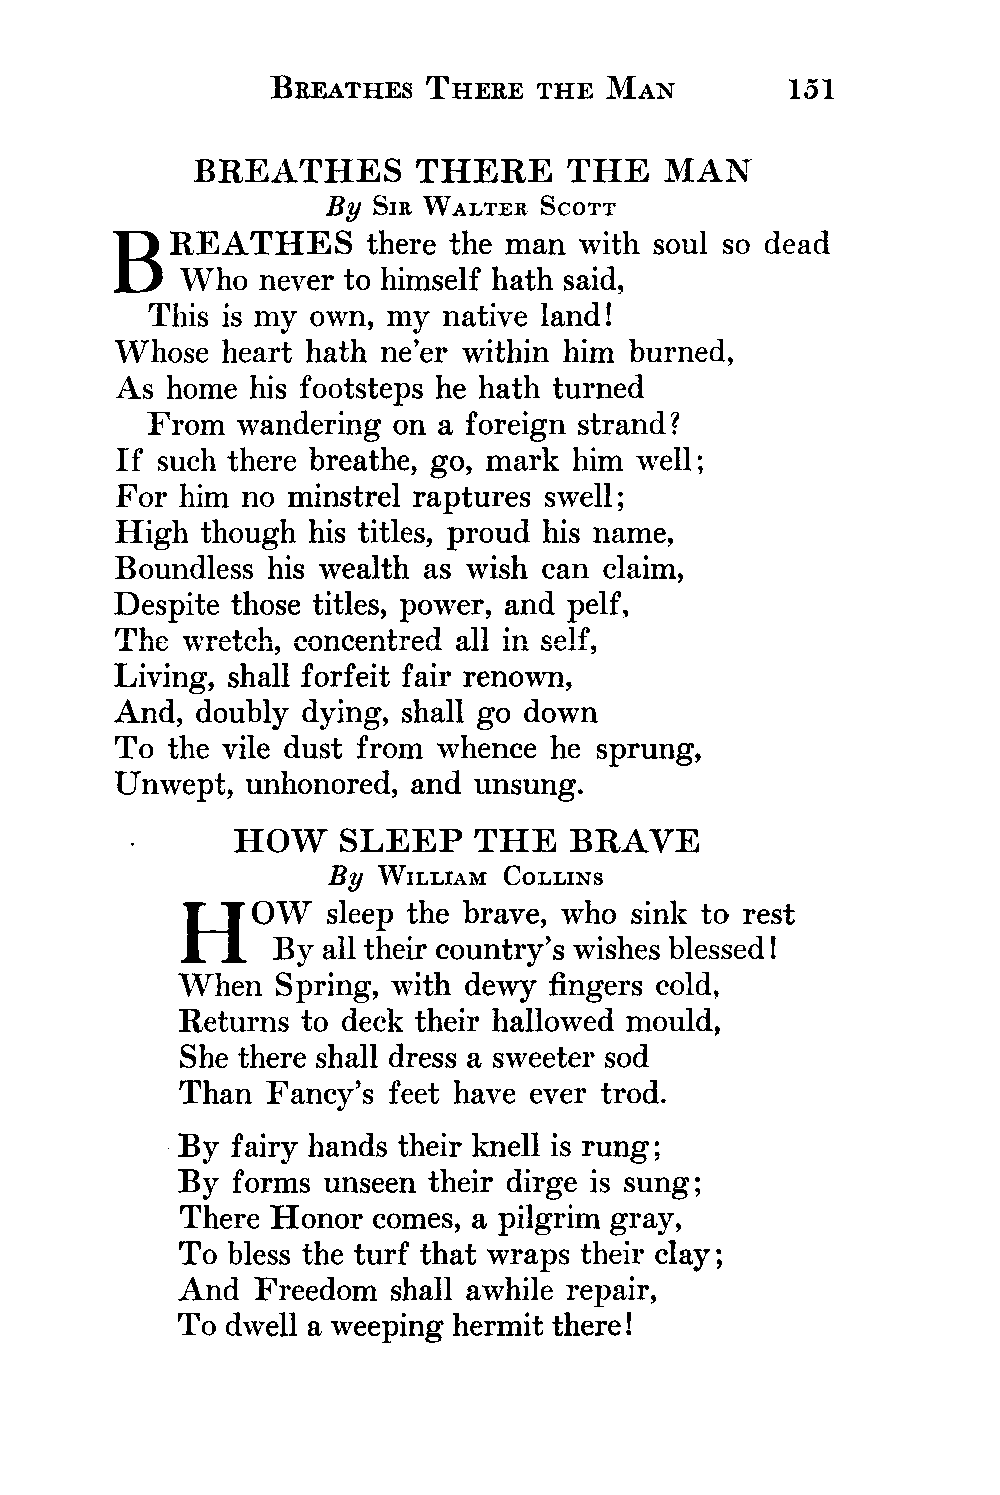 BREATHES THERE THE MAN 151
BREATHES THERE THE MAN
By SIR WALTER SCOTT
BREATHES there the man with soul so dead
Who never to himself hath said,
This is my own, my native land!
Whose heart hath ne'er within him burned,
As home his footsteps he hath turned
From wandering on a foreign strand?
If such there breathe, go, mark him well;
For him no minstrel raptures swell;
High though his titles, proud his name,
Boundless his wealth as wish can claim,
Despite those titles, power, and pelf,
The wretch, concentred all in self,
Living, shall forfeit fair renown,
And, doubly dying, shall go down
To the vile dust from whence he sprung,
Unwept, unhonored, and unsung.
HOW SLEEP THE BRAVE
By WILLIAM COLLINS
HOW sleep the brave, who sink to rest
By all their country's wishes blessed!
When Spring, with dewy fingers cold,
Returns to deck their hallowed mould,
She there shall dress a sweeter sod
Than Fancy's feet have ever trod.
By fairy hands their knell is rung;
By forms unseen their dirge is sung;
There Honor comes, a pilgrim gray,
To bless the turf that wraps their clay;
And Freedom shall awhile repair,
To dwell a weeping hermit there!